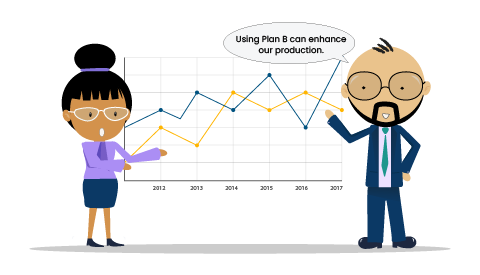 Using Plan B can enhance
our production.
2012 2013 2014 2015 2016 2017